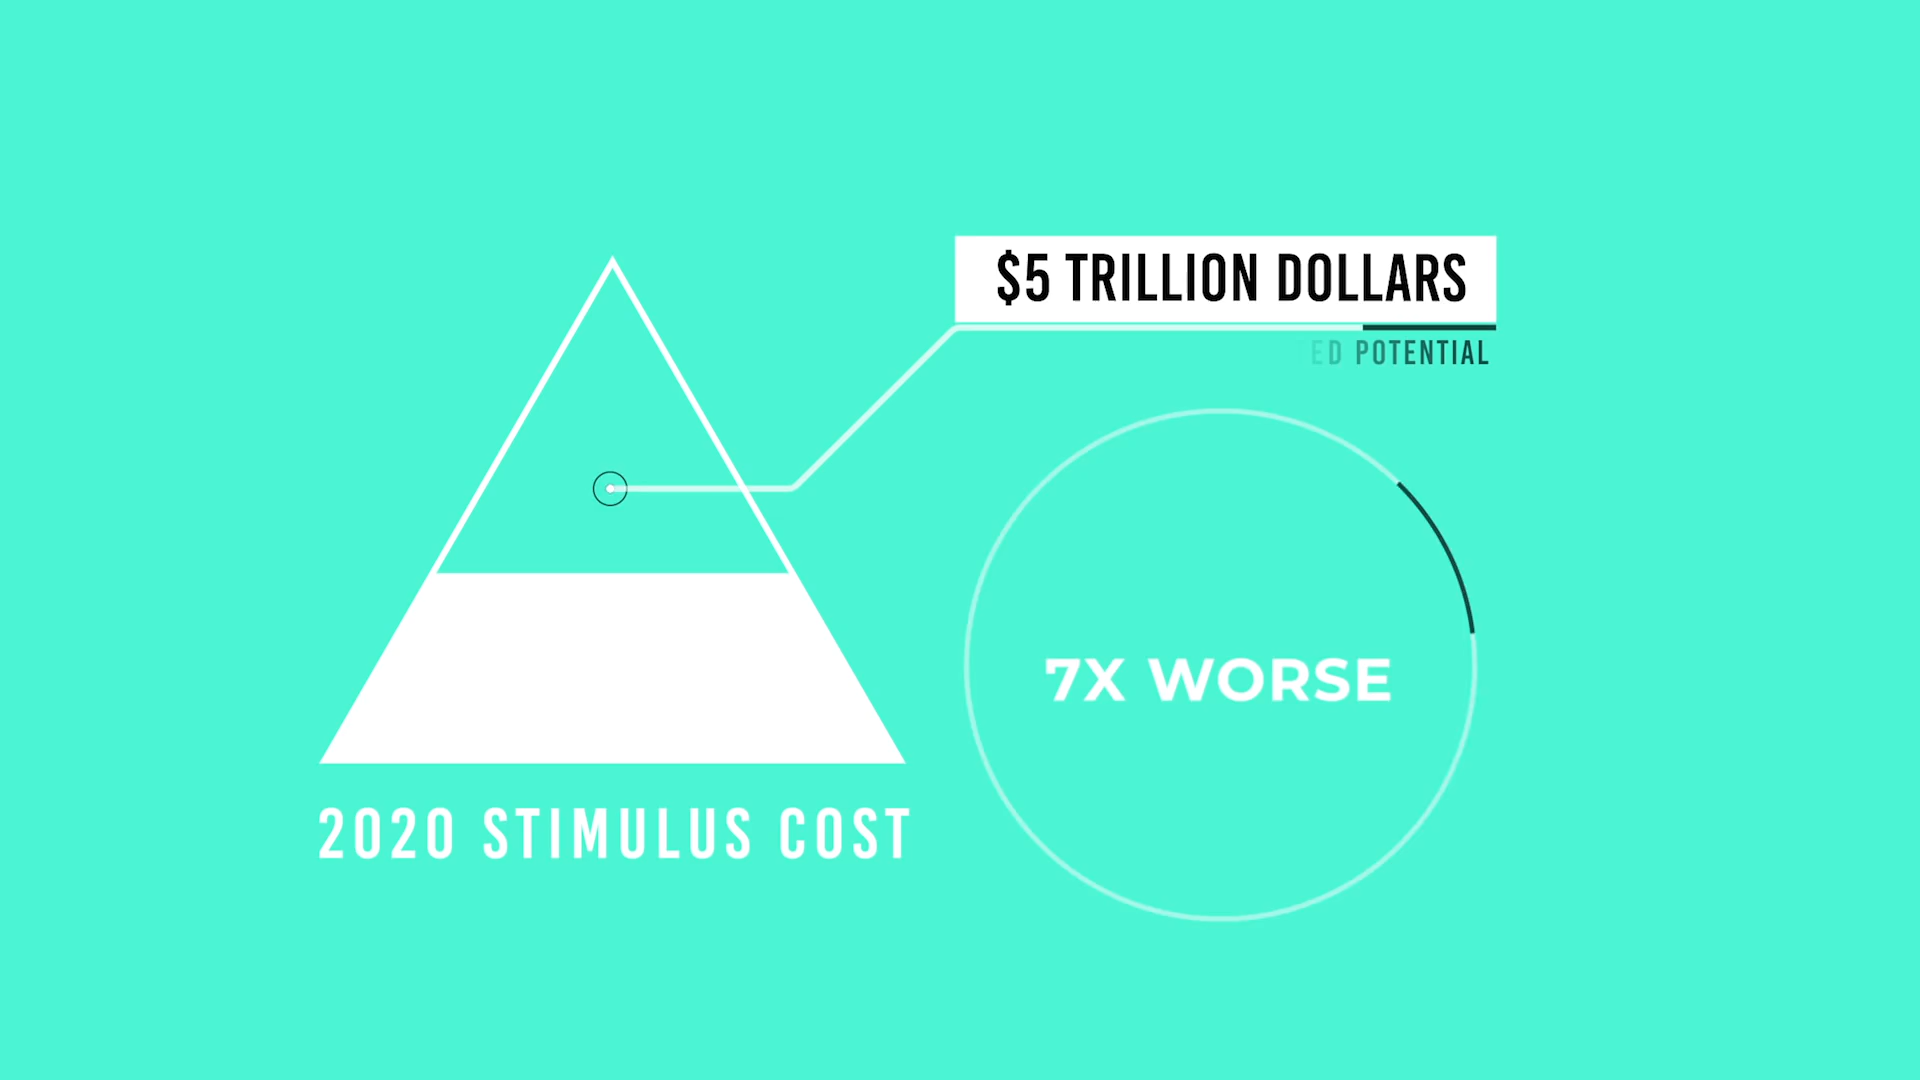 $5 TRILLION DOLLARS
POTENTIAL
7X WORSE
2020 STIMULUS COST